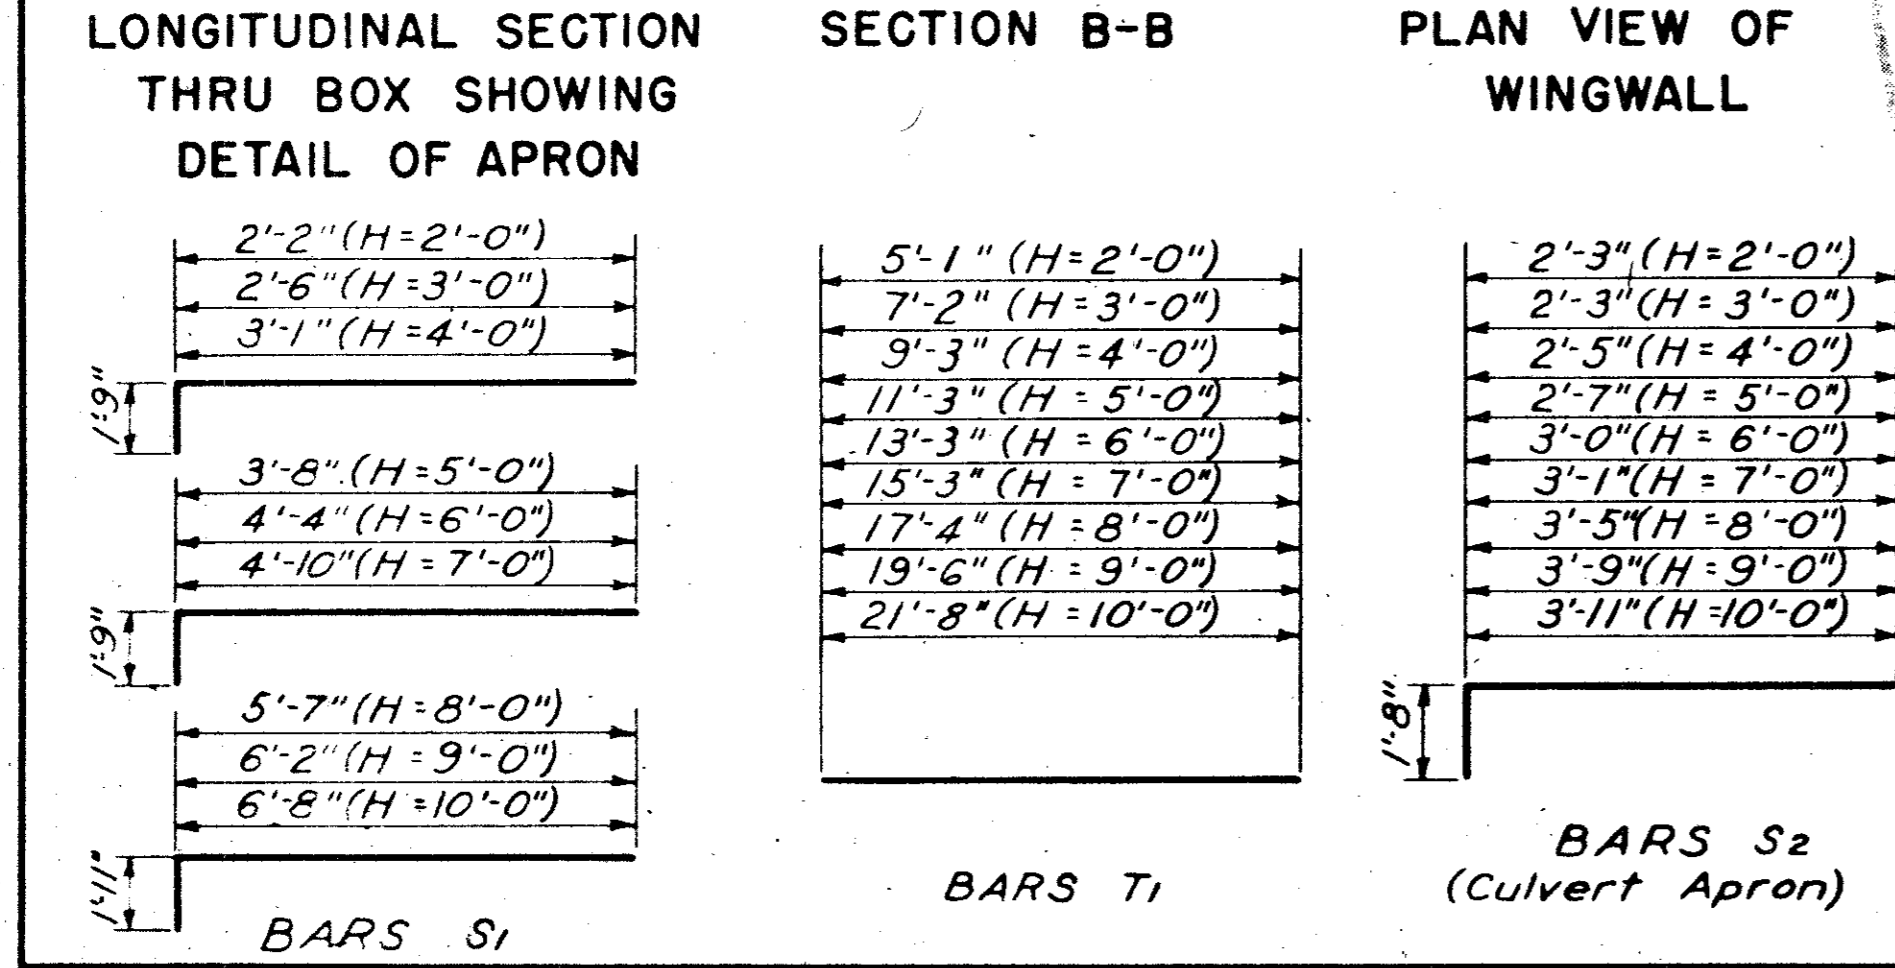 LONGITUDINAL SECTION
THRU BOX SHOWING
DETAIL OF APRON
2'-2" (H=2'-0")
2'-6" (H=3'-0")
3'-1" (H=4'-0")
1'-9"
3'-8" (H=5'-0")
4'-4" (H=6'-0")
4'-10" (H=7'-0")
1'-9"
5'-7" (H=8'-0")
6'-2" (H=9'-0")
6'-8" (H=10'-0")
1'-11"
BARS S1
SECTION B-B
5'-1" (H=2'-0")
7'-2" (H=3'-0")
9'-3" (H=4'-0")
11'-3" (H=5'-0")
13'-3" (H=6'-0")
15'-3" (H=7'-0")
17'-4" (H=8'-0")
19'-6" (H=9'-0")
21'-8" (H=10'-0")
BARS T1
PLAN VIEW OF
WINGWALL
2'-3" (H=2'-0")
2'-3" (H=3'-0")
2'-5" (H=4'-0")
2'-7" (H=5'-0")
3'-0" (H=6'-0")
3'-1" (H=7'-0")
3'-5" (H=8'-0")
3'-9" (H=9'-0")
3'-11" (H=10'-0")
1'-8"
BARS S2
(Culvert Apron)